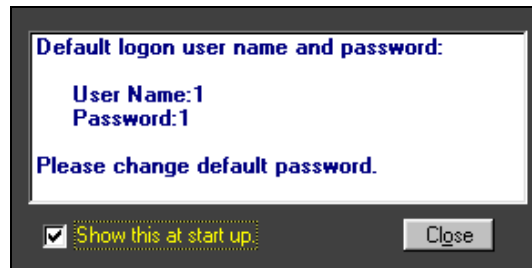 Default logon user name and password:
User Name:1
Password:1
Please change default password.
Show this at start up.
Close